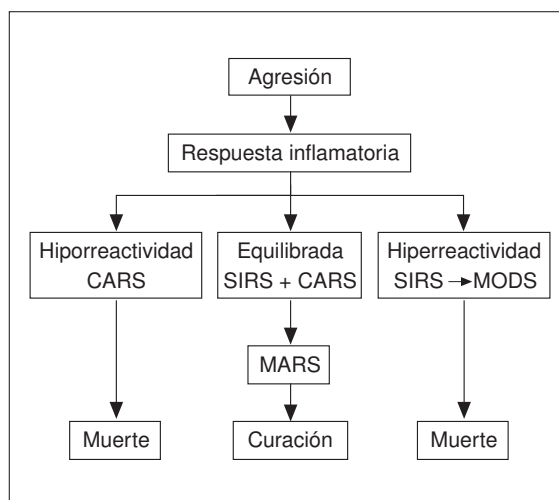 Agresión
Respuesta inflamatoria
Hiporreactividad
CARS
Equilibrada
SIRS + CARS
Hiperreactividad
SIRS → MODS
MARS
Muerte
Curación
Muerte